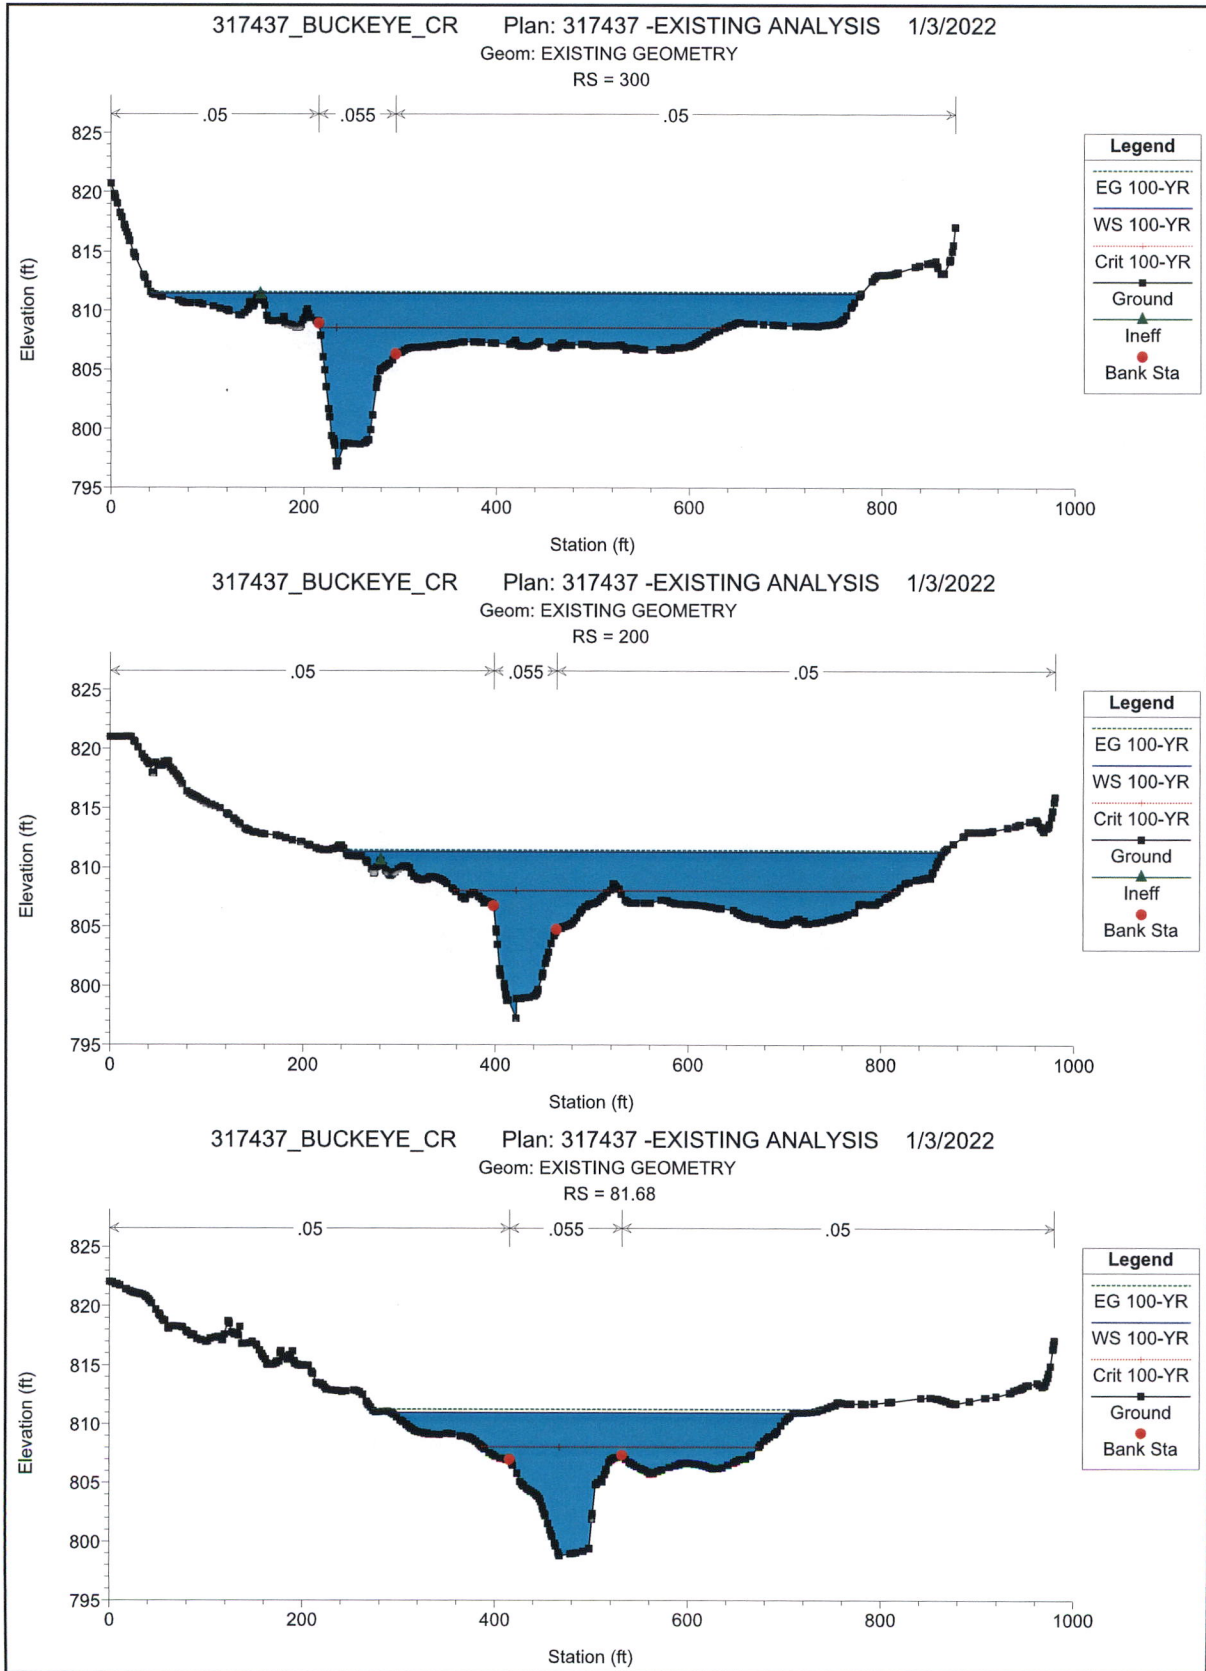 317437_BUCKEYE_CR Plan: 317437 -EXISTING ANALYSIS 1/3/2022
Geom: EXISTING GEOMETRY
RS = 300
.05 .055 .05
825
820
815
810
805
800
795
Elevation (ft)
0 200 400 600 800 1000
Station (ft)
Legend
EG 100-YR
WS 100-YR
Crit 100-YR
Ground
Ineff
Bank Sta
317437_BUCKEYE_CR Plan: 317437 -EXISTING ANALYSIS 1/3/2022
Geom: EXISTING GEOMETRY
RS = 200
.05 .055 .05
825
820
815
810
805
800
795
Elevation (ft)
0 200 400 600 800 1000
Station (ft)
Legend
EG 100-YR
WS 100-YR
Crit 100-YR
Ground
Ineff
Bank Sta
317437_BUCKEYE_CR Plan: 317437 -EXISTING ANALYSIS 1/3/2022
Geom: EXISTING GEOMETRY
RS = 81.68
.05 .055 .05
825
820
815
810
805
800
795
Elevation (ft)
0 200 400 600 800 1000
Station (ft)
Legend
EG 100-YR
WS 100-YR
Crit 100-YR
Ground
Bank Sta